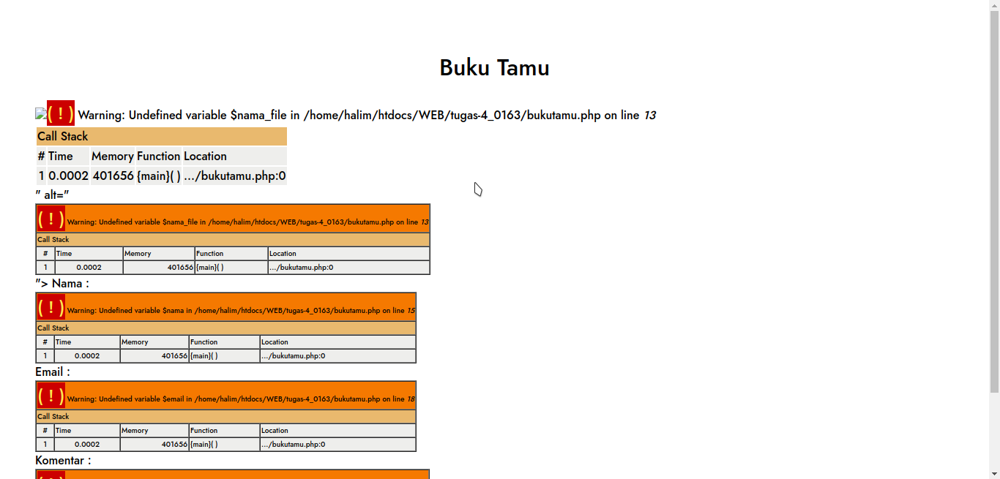 Buku Tamu
( ! ) Warning: Undefined variable $nama_file in /home/halim/htdocs/WEB/tugas-4_0163/bukutamu.php on line 13
Call Stack
# Time Memory Function Location
1 0.0002 401656 {main}( ) .../bukutamu.php:0
" alt="
( ! ) Warning: Undefined variable $nama_file in /home/halim/htdocs/WEB/tugas-4_0163/bukutamu.php on line 13
Call Stack
# Time Memory Function Location
1 0.0002 401656 {main}( ) .../bukutamu.php:0
"> Nama :
( ! ) Warning: Undefined variable $nama in /home/halim/htdocs/WEB/tugas-4_0163/bukutamu.php on line 15
Call Stack
# Time Memory Function Location
1 0.0002 401656 {main}( ) .../bukutamu.php:0
Email :
( ! ) Warning: Undefined variable $email in /home/halim/htdocs/WEB/tugas-4_0163/bukutamu.php on line 18
Call Stack
# Time Memory Function Location
1 0.0002 401656 {main}( ) .../bukutamu.php:0
Komentar :